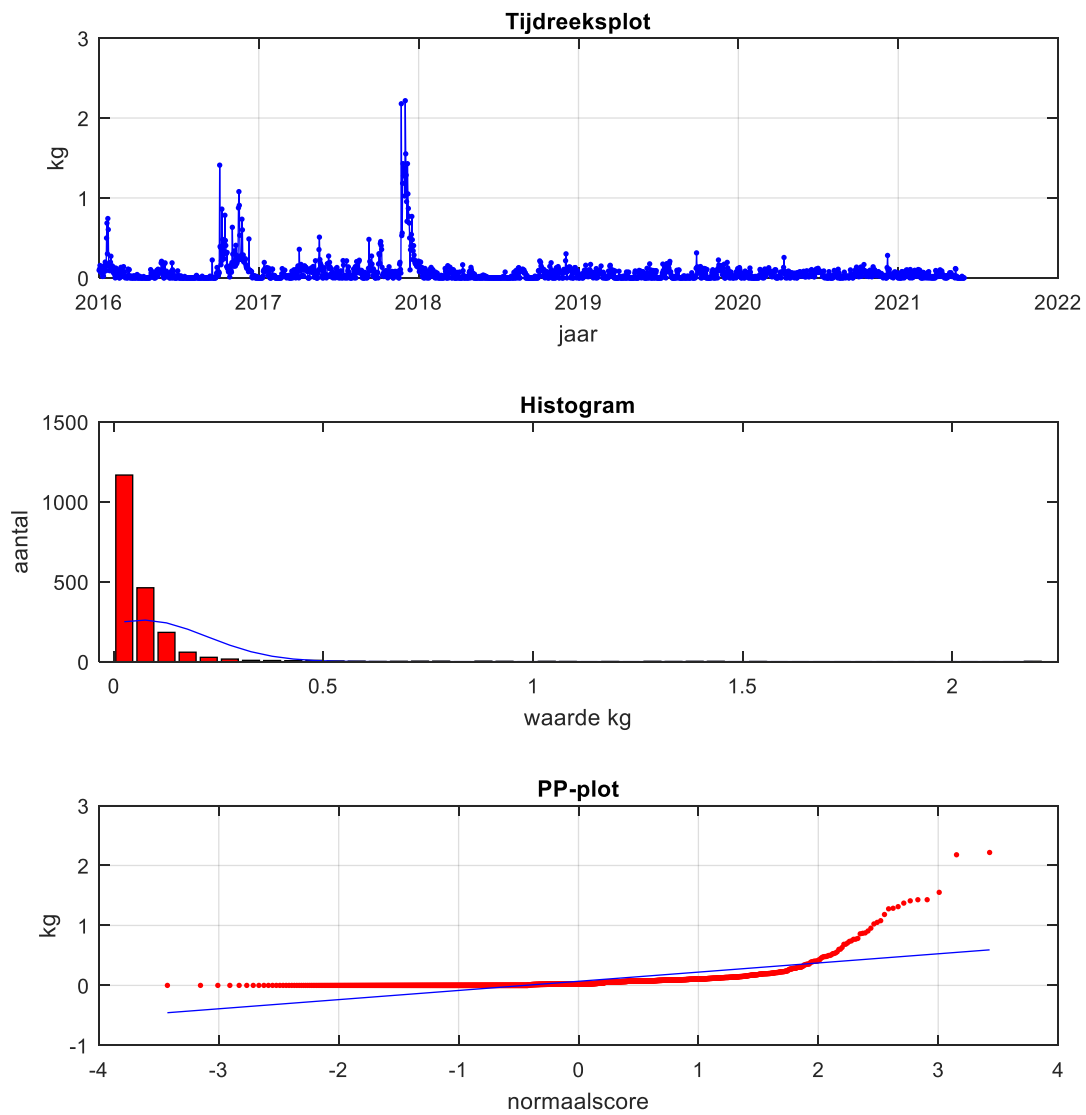 Tijdreeksplot
3
2
1
0
kg
2016 2017 2018 2019 2020 2021 2022
jaar
Histogram
1500
1000
500
0
aantal
0 0.5 1 1.5 2
waarde kg
PP-plot
3
2
1
0
-1
kg
-4 -3 -2 -1 0 1 2 3 4
normaalscore